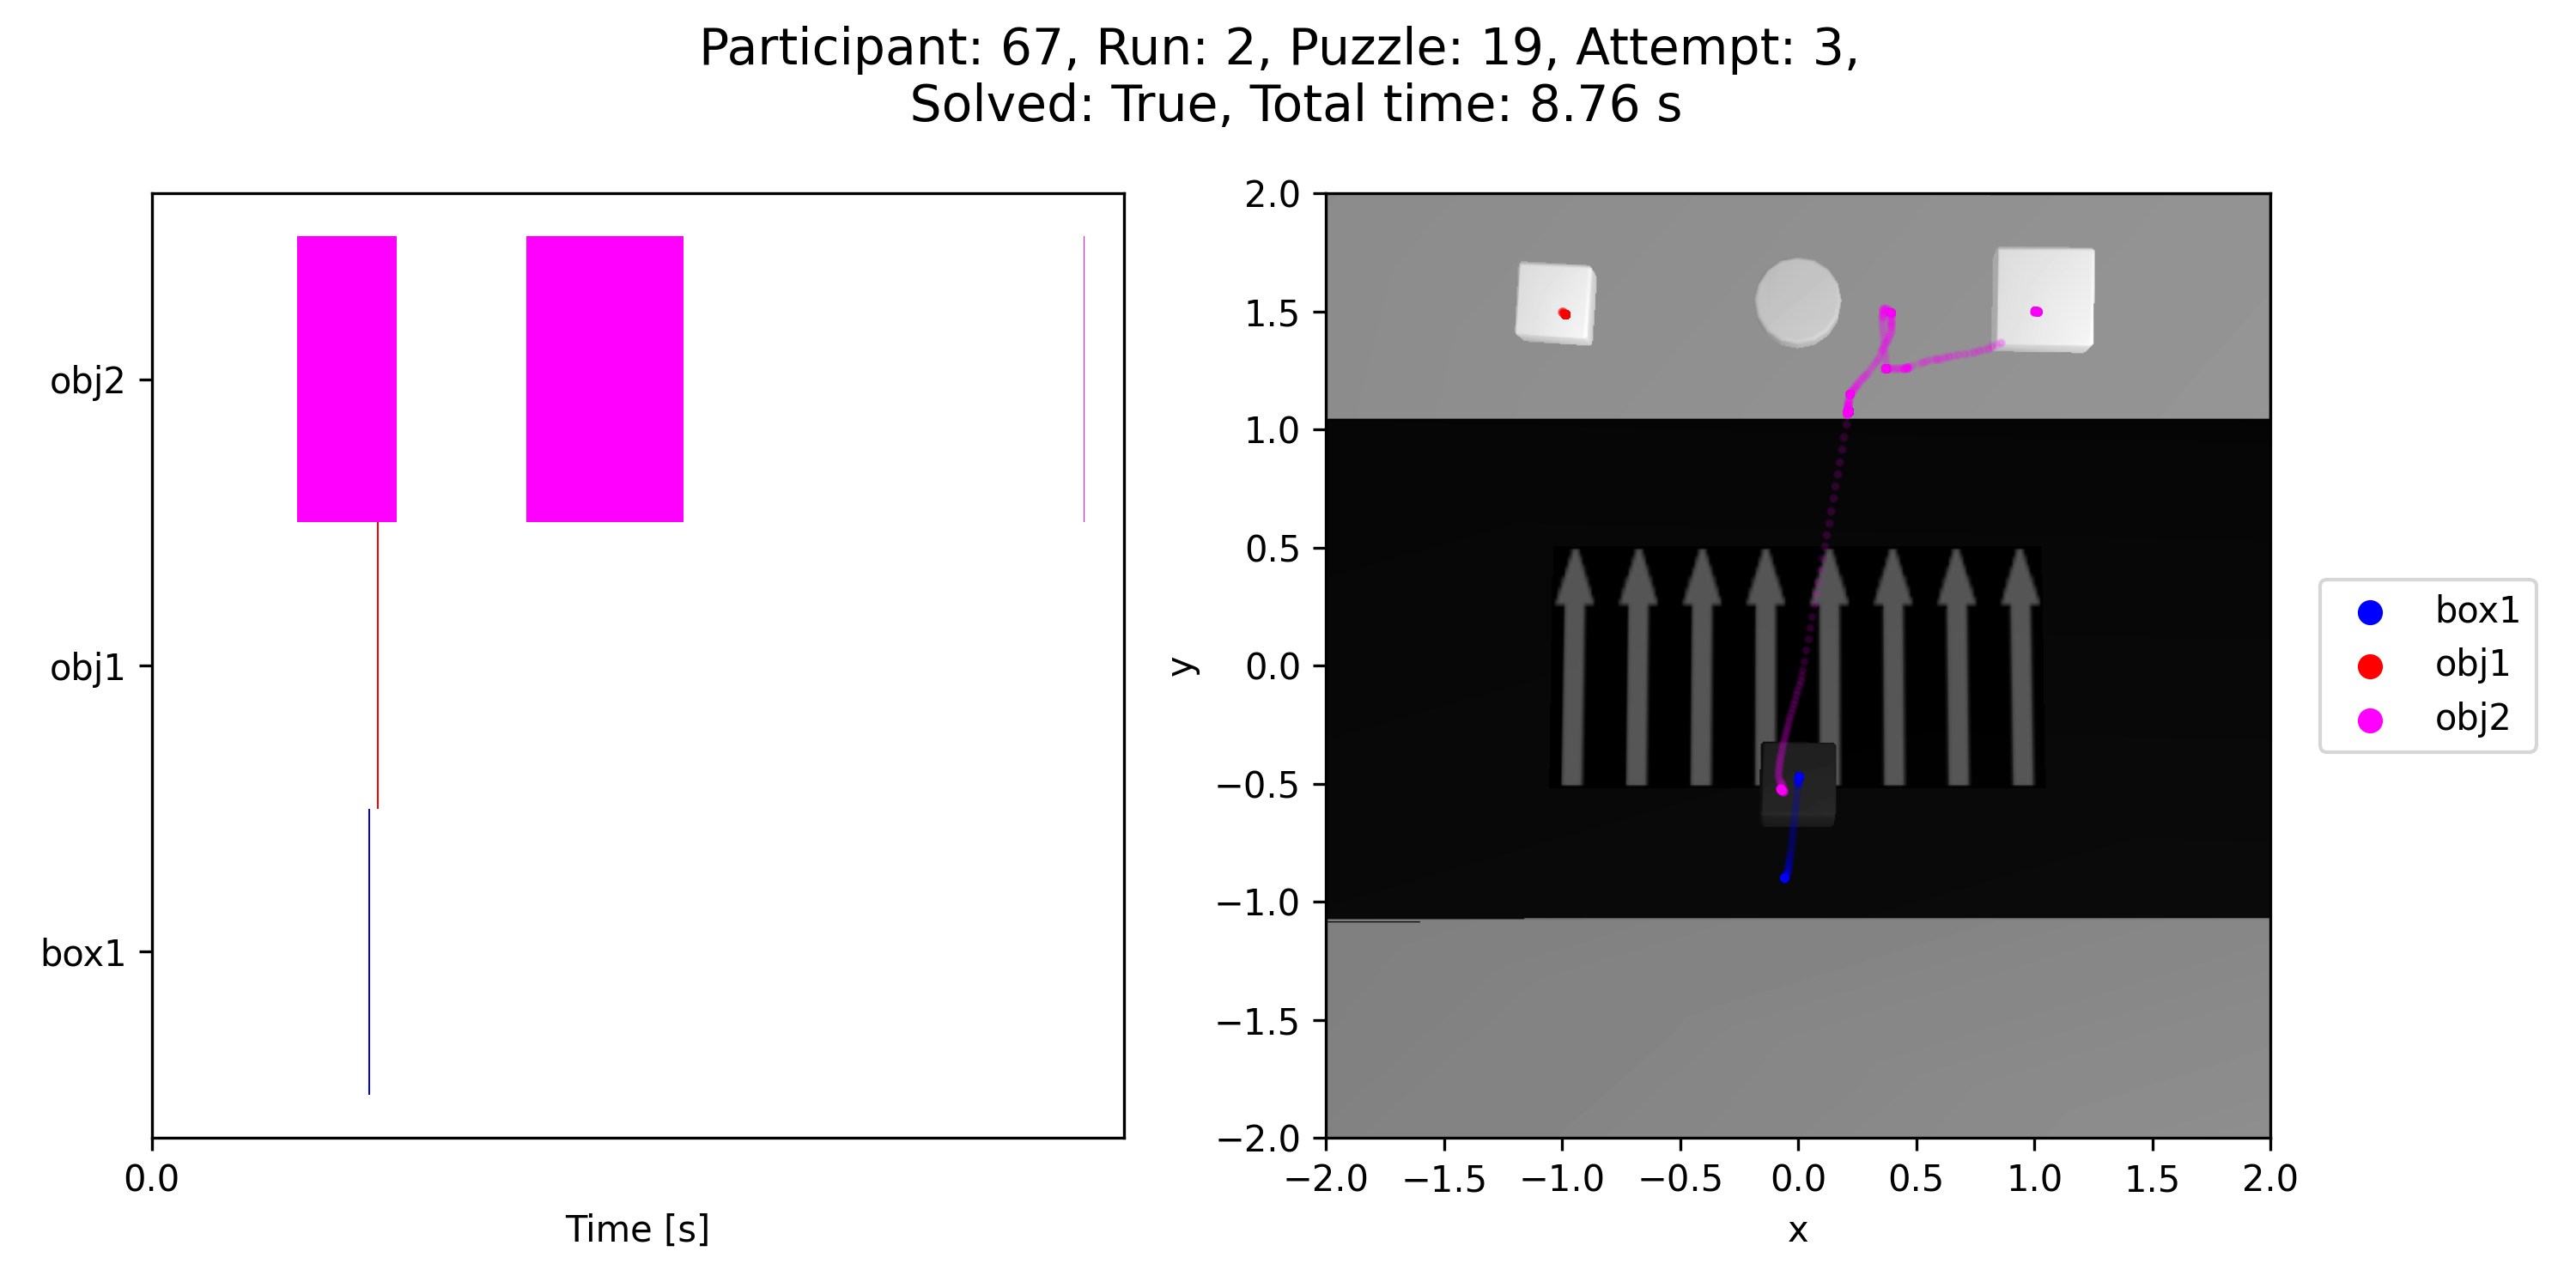 Participant: 67, Run: 2, Puzzle: 19, Attempt: 3,
Solved: True, Total time: 8.76 s
obj2
obj1
box1
0.0
Time [s]
2.0
1.5
1.0
0.5
0.0
−0.5
−1.0
−1.5
−2.0
y
−2.0 −1.5 −1.0 −0.5 0.0 0.5 1.0 1.5 2.0
x
box1
obj1
obj2